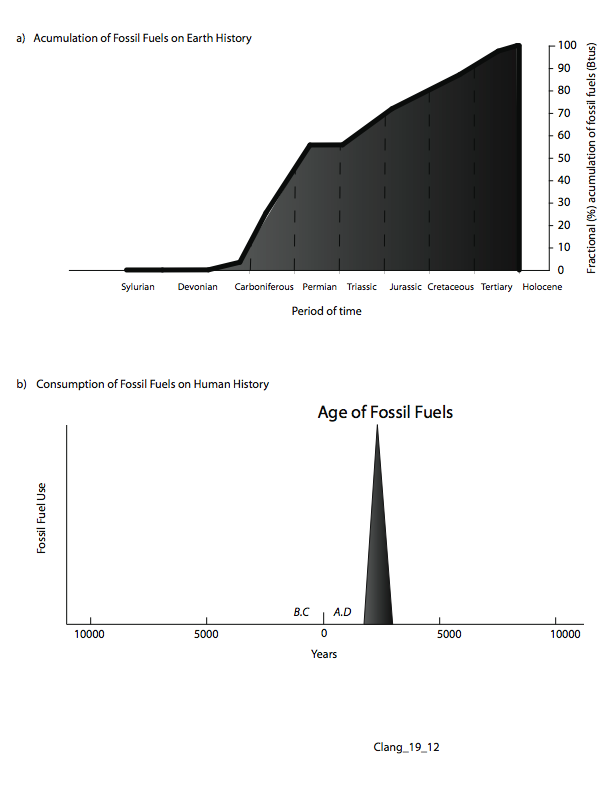 a) Acumulation of Fossil Fuels on Earth History
100
90
80
70
60
50
40
30
20
10
0
Fractional (%) acumulation of fossil fuels (Btus)
Sylurian Devonian Carboniferous Permian Triassic Jurassic Cretaceous Tertiary Holocene
Period of time
b) Consumption of Fossil Fuels on Human History
Age of Fossil Fuels
Fossil Fuel Use
B.C A.D
10000 5000 0 5000 10000
Years
Clang_19_12